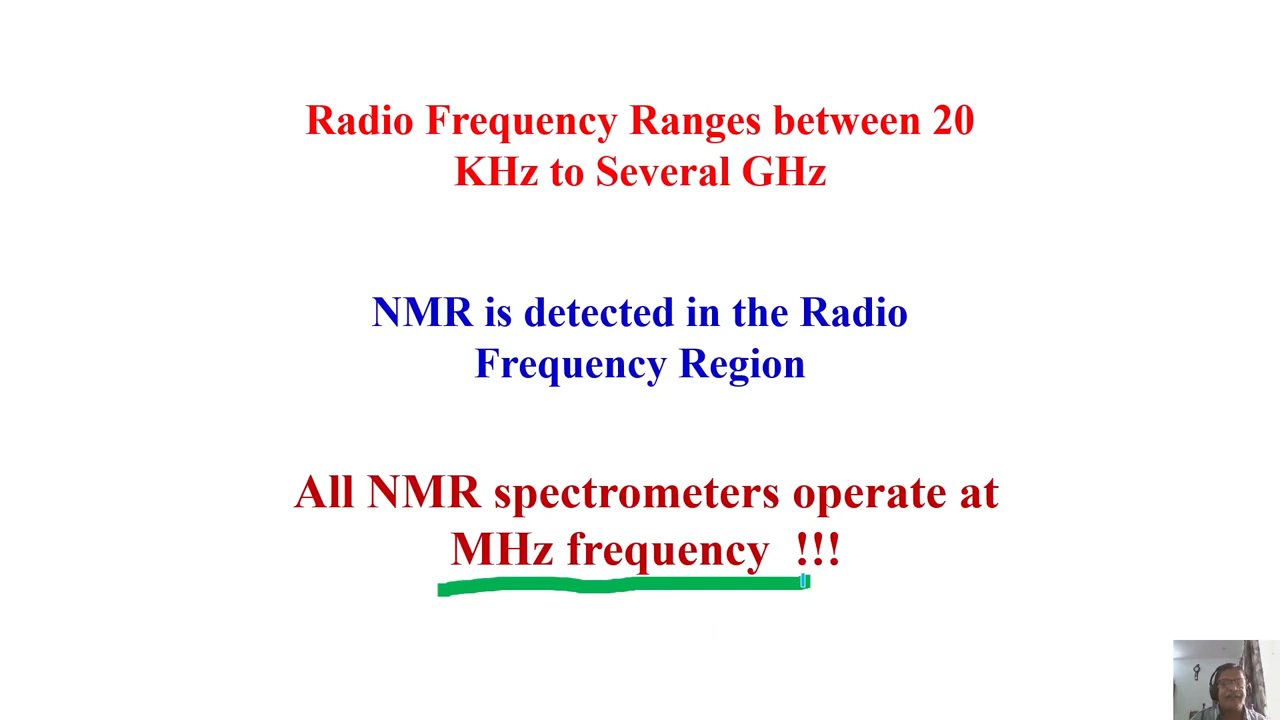 Radio Frequency Ranges between 20
KHz to Several GHz
NMR is detected in the Radio
Frequency Region
All NMR spectrometers operate at
MHz frequency !!!